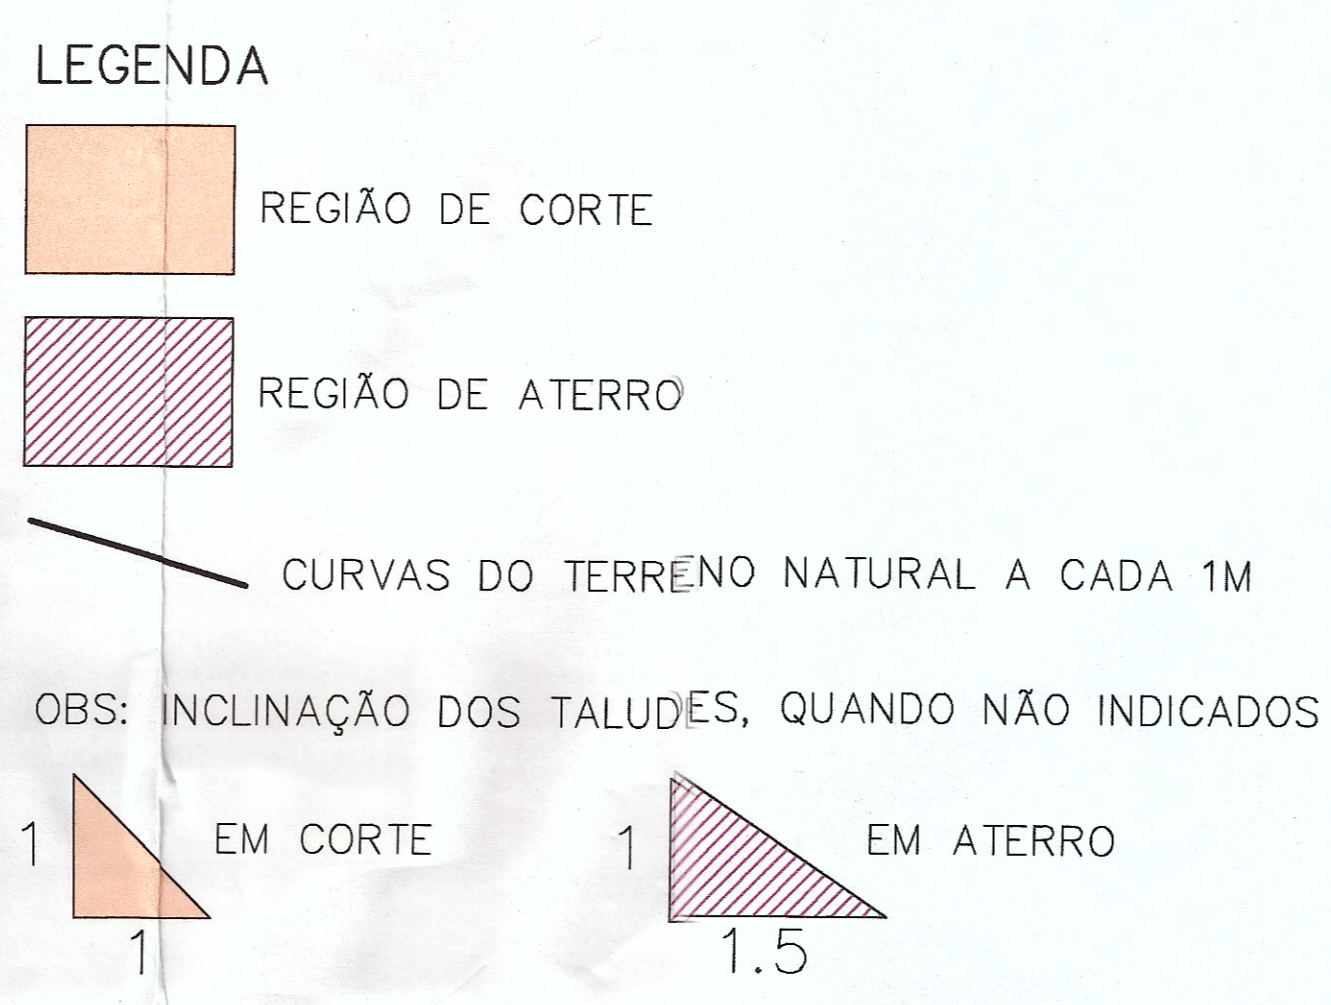 LEGENDA
REGIÃO DE CORTE
REGIÃO DE ATERRO
CURVAS DO TERRENO NATURAL A CADA 1M
OBS: INCLINAÇÃO DOS TALUDES, QUANDO NÃO INDICADOS
1 EM CORTE 1 EM ATERRO
1 1.5